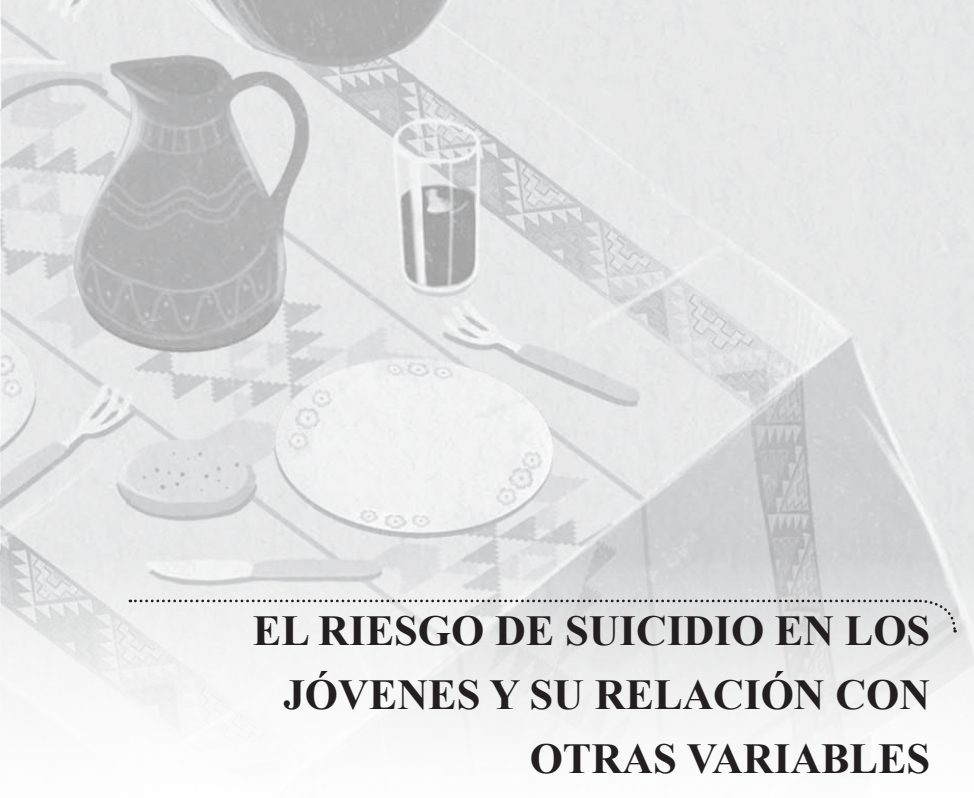 EL RIESGO DE SUICIDIO EN LOS
JÓVENES Y SU RELACIÓN CON
OTRAS VARIABLES